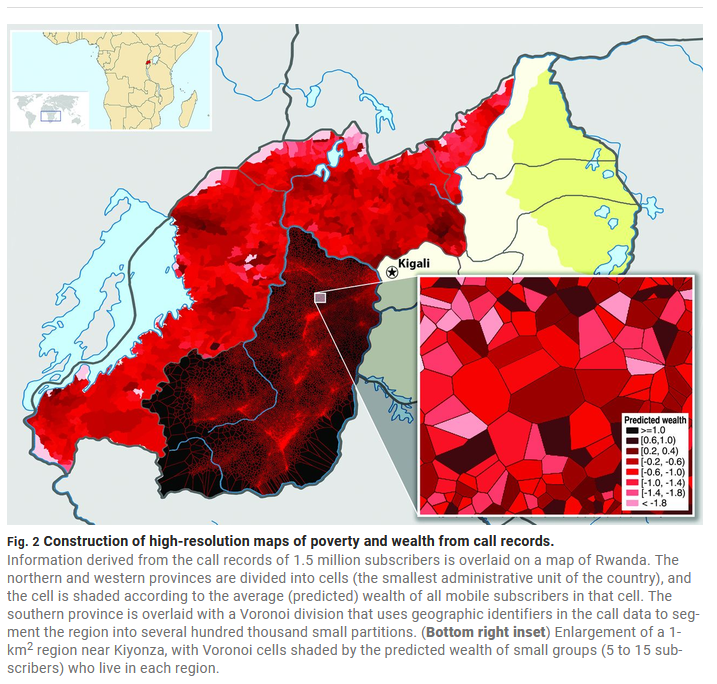 Kigali
Predicted wealth
>=1.0
[0.6,1.0)
[0.2, 0.4)
[-0.2, -0.6)
[-0.6, -1.0)
[-1.0, -1.4)
[-1.4, -1.8)
< -1.8
Fig. 2 Construction of high-resolution maps of poverty and wealth from call records.
Information derived from the call records of 1.5 million subscribers is overlaid on a map of Rwanda. The
northern and western provinces are divided into cells (the smallest administrative unit of the country), and
the cell is shaded according to the average (predicted) wealth of all mobile subscribers in that cell. The
southern province is overlaid with a Voronoi division that uses geographic identifiers in the call data to seg-
ment the region into several hundred thousand small partitions. (Bottom right inset) Enlargement of a 1-
km2 region near Kiyonza, with Voronoi cells shaded by the predicted wealth of small groups (5 to 15 sub-
scribers) who live in each region.